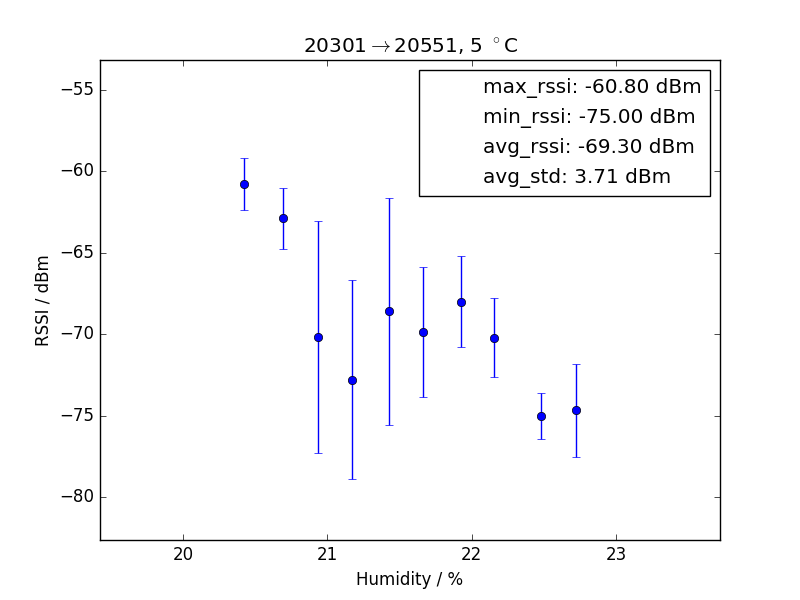 20301→20551, 5 °C
max_rssi: -60.80 dBm
min_rssi: -75.00 dBm
avg_rssi: -69.30 dBm
avg_std: 3.71 dBm
−55
−60
−65
−70
−75
−80
RSSI / dBm
20 21 22 23
Humidity / %